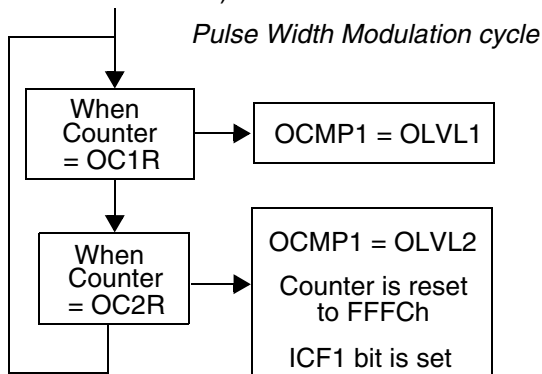 Pulse Width Modulation cycle
When
Counter
= OC1R
OCMP1 = OLVL1
When
Counter
= OC2R
OCMP1 = OLVL2
Counter is reset
to FFFCh
ICF1 bit is set